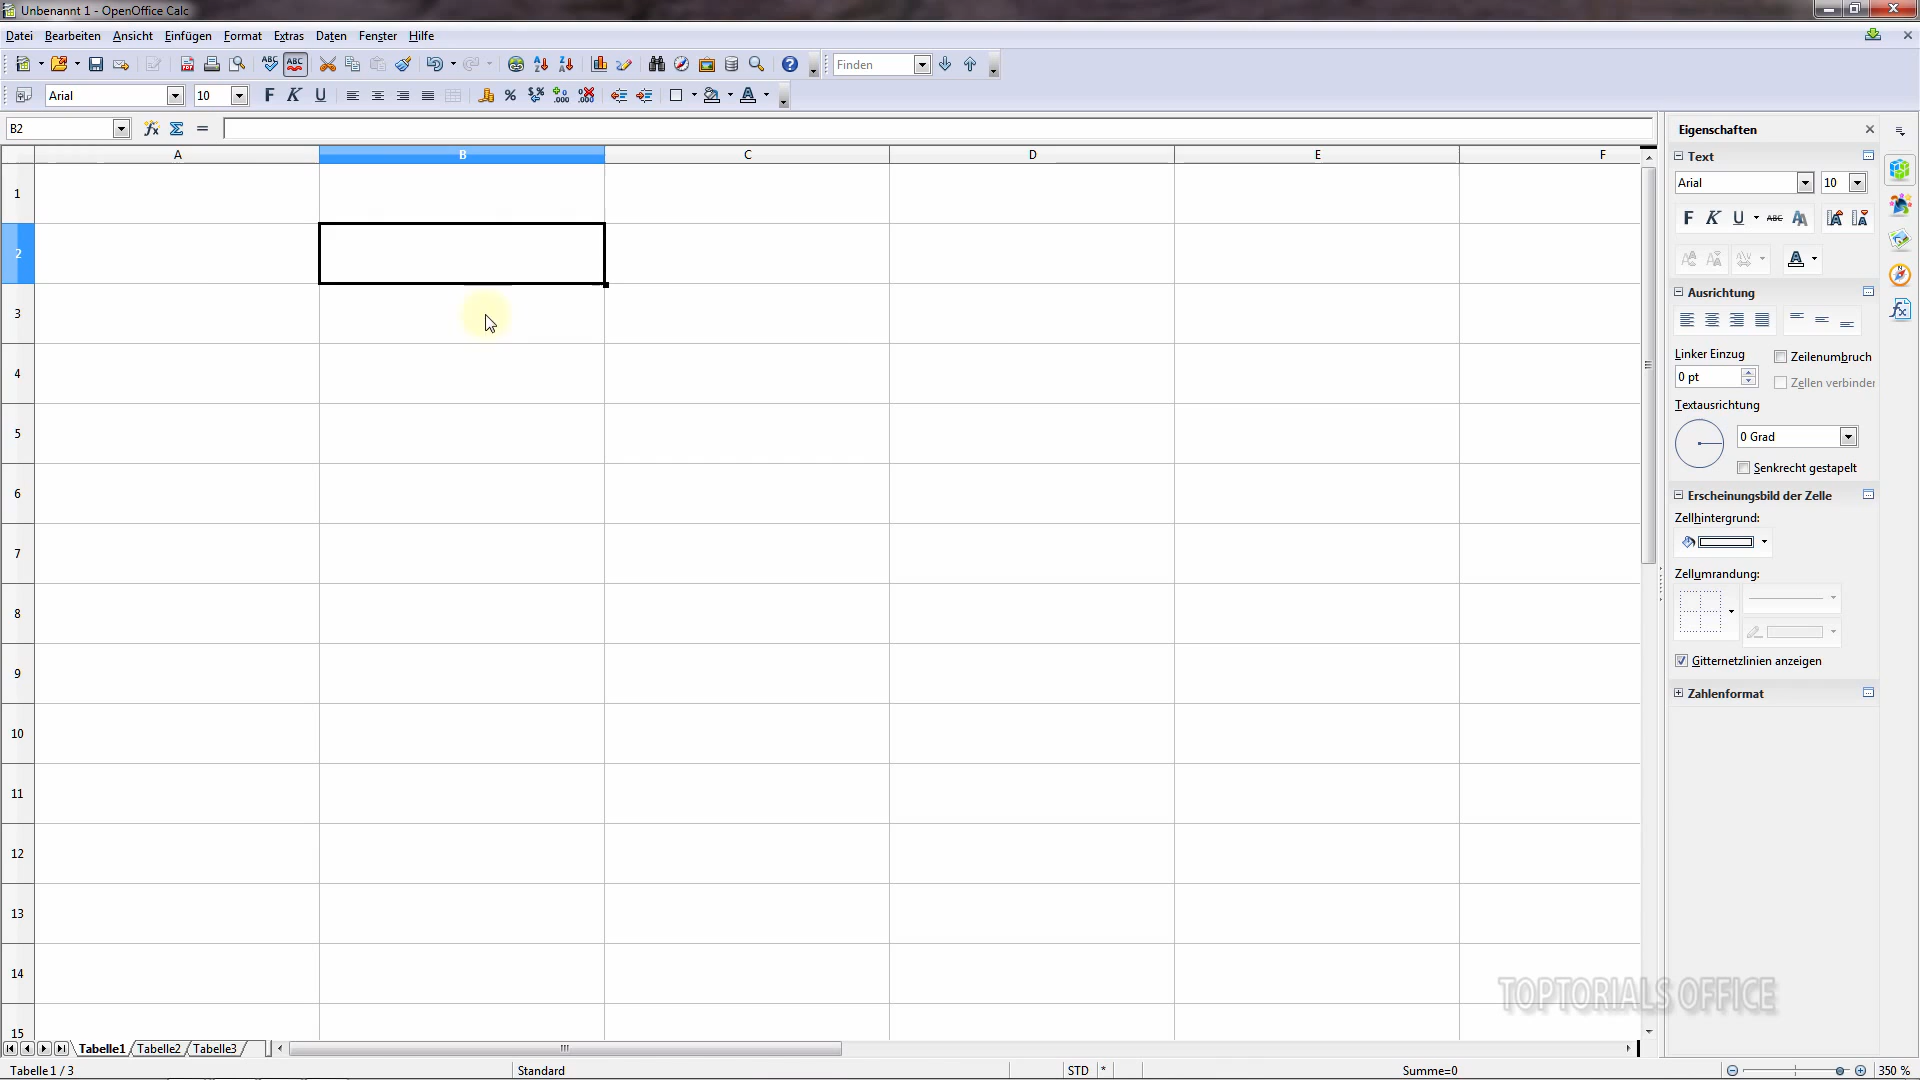 Unbenannt 1 - OpenOffice Calc
Datei Bearbeiten Ansicht Einfügen Format Extras Daten Fenster Hilfe
Finden
Arial 10 F K U
B2
A B C D E F
1
2
3
4
5
6
7
8
9
10
11
12
13
14
15
Eigenschaften
Text
Arial 10
F K U ABC
Ausrichtung
Linker Einzug
Zeilenumbruch
0 pt
Zellen verbinder
Textausrichtung
0 Grad
Senkrecht gestapelt
Erscheinungsbild der Zelle
Zellhintergrund:
Zellumrandung:
Gitternetzlinien anzeigen
Zahlenformat
TOPTORIALS OFFICE
Tabelle1 Tabelle2 Tabelle3
Tabelle 1 / 3 Standard STD * Summe=0 350 %